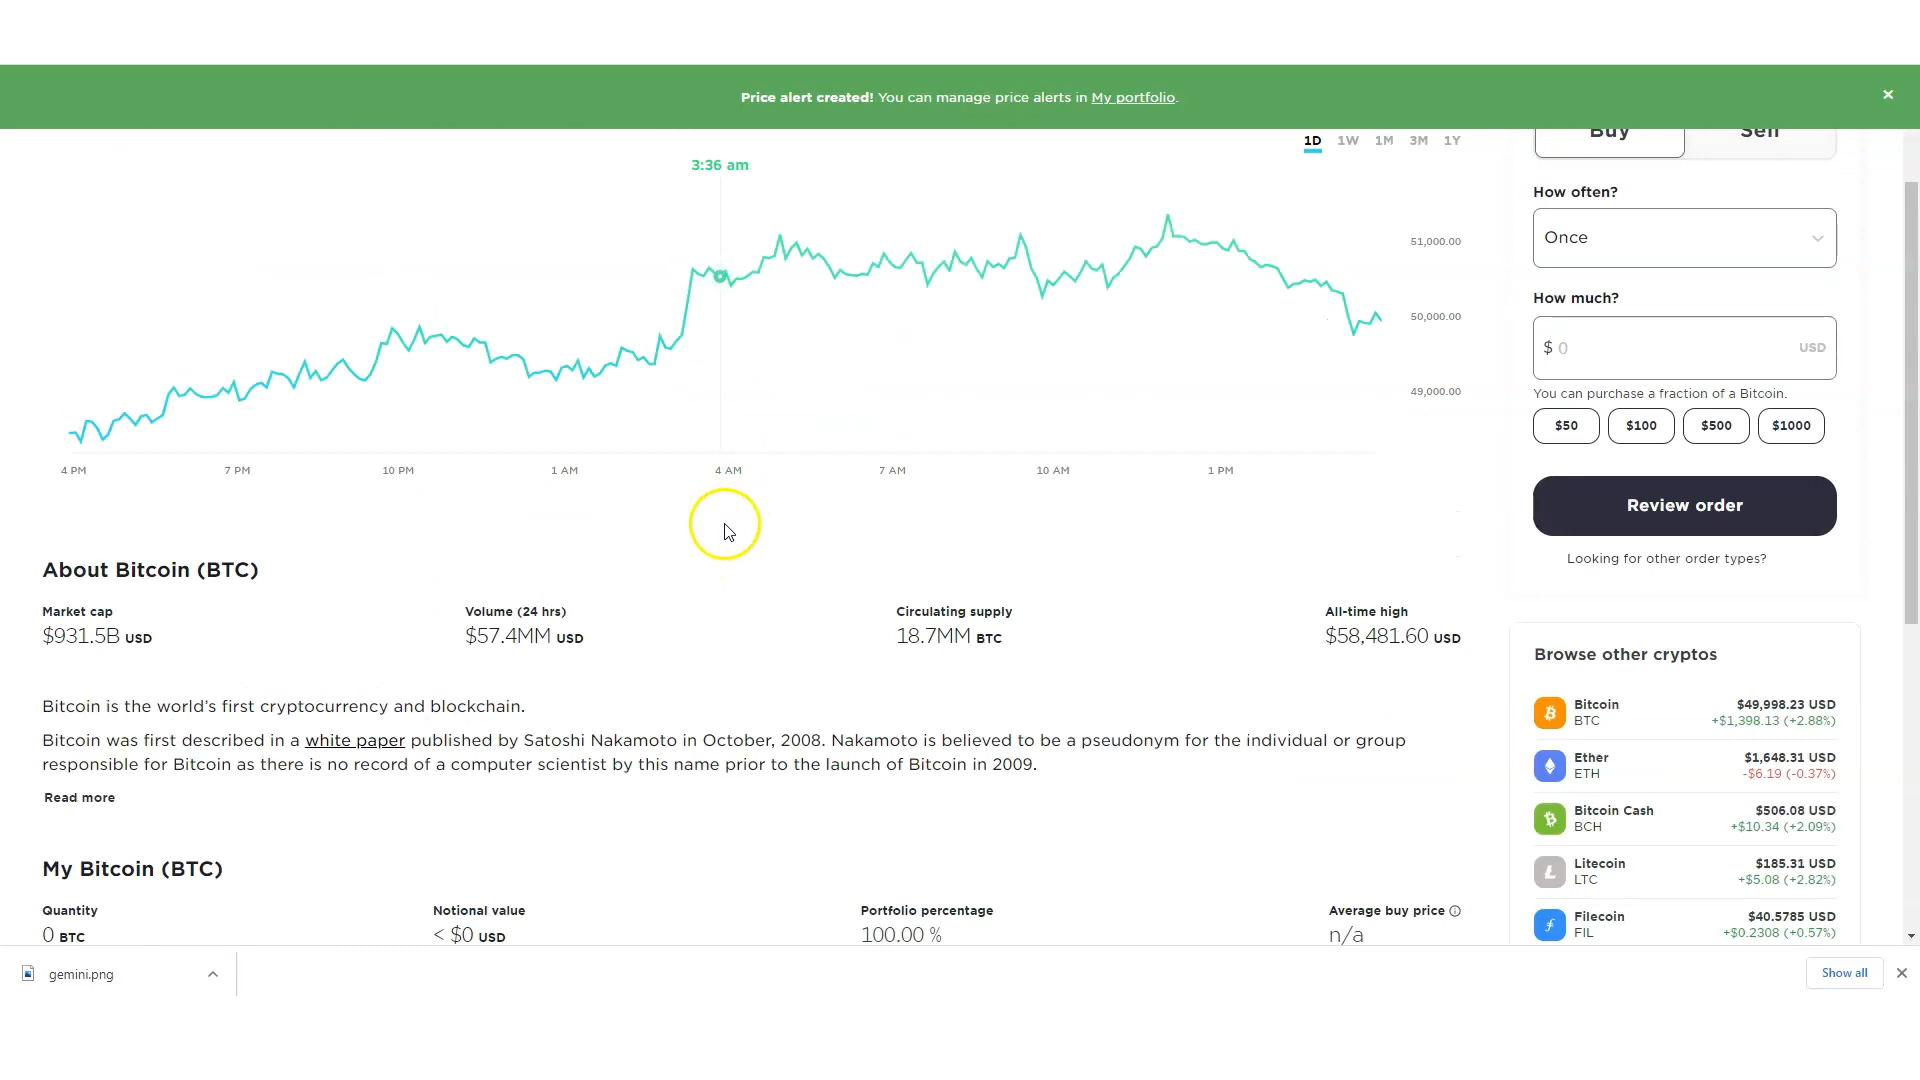 Price alert created! You can manage price alerts in My portfolio.
1D 1W 1M 3M 1Y
3:36 am
51,000.00
50,000.00
49,000.00
4 PM 7 PM 10 PM 1 AM 4 AM 7 AM 10 AM 1 PM
Buy Sell
How often?
Once
How much?
$ 0 USD
You can purchase a fraction of a Bitcoin.
$50 $100 $500 $1000
Review order
Looking for other order types?
About Bitcoin (BTC)
Market cap Volume (24 hrs) Circulating supply All-time high
$931.5B USD $57.4MM USD 18.7MM BTC $58,481.60 USD
Bitcoin is the world's first cryptocurrency and blockchain.
Bitcoin was first described in a white paper published by Satoshi Nakamoto in October, 2008. Nakamoto is believed to be a pseudonym for the individual or group
responsible for Bitcoin as there is no record of a computer scientist by this name prior to the launch of Bitcoin in 2009.
Read more
My Bitcoin (BTC)
Quantity Notional value Portfolio percentage Average buy price
0 BTC < $0 USD 100.00 % n/a
Browse other cryptos
Bitcoin $49,998.23 USD
BTC +$1,398.13 (+2.88%)
Ether $1,648.31 USD
ETH -$6.19 (-0.37%)
Bitcoin Cash $506.08 USD
BCH +$10.34 (+2.09%)
Litecoin $185.31 USD
LTC +$5.08 (+2.82%)
Filecoin $40.5785 USD
FIL +$0.2308 (+0.57%)
gemini.png
Show all